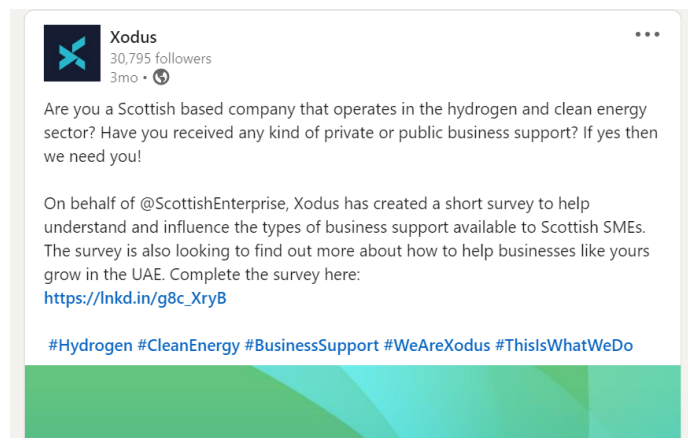 Xodus
30,795 followers
3mo •
Are you a Scottish based company that operates in the hydrogen and clean energy
sector? Have you received any kind of private or public business support? If yes then
we need you!
On behalf of @ScottishEnterprise, Xodus has created a short survey to help
understand and influence the types of business support available to Scottish SMEs.
The survey is also looking to find out more about how to help businesses like yours
grow in the UAE. Complete the survey here:
https://lnkd.in/g8c_XryB
#Hydrogen #CleanEnergy #BusinessSupport #WeAreXodus #ThisIsWhatWeDo